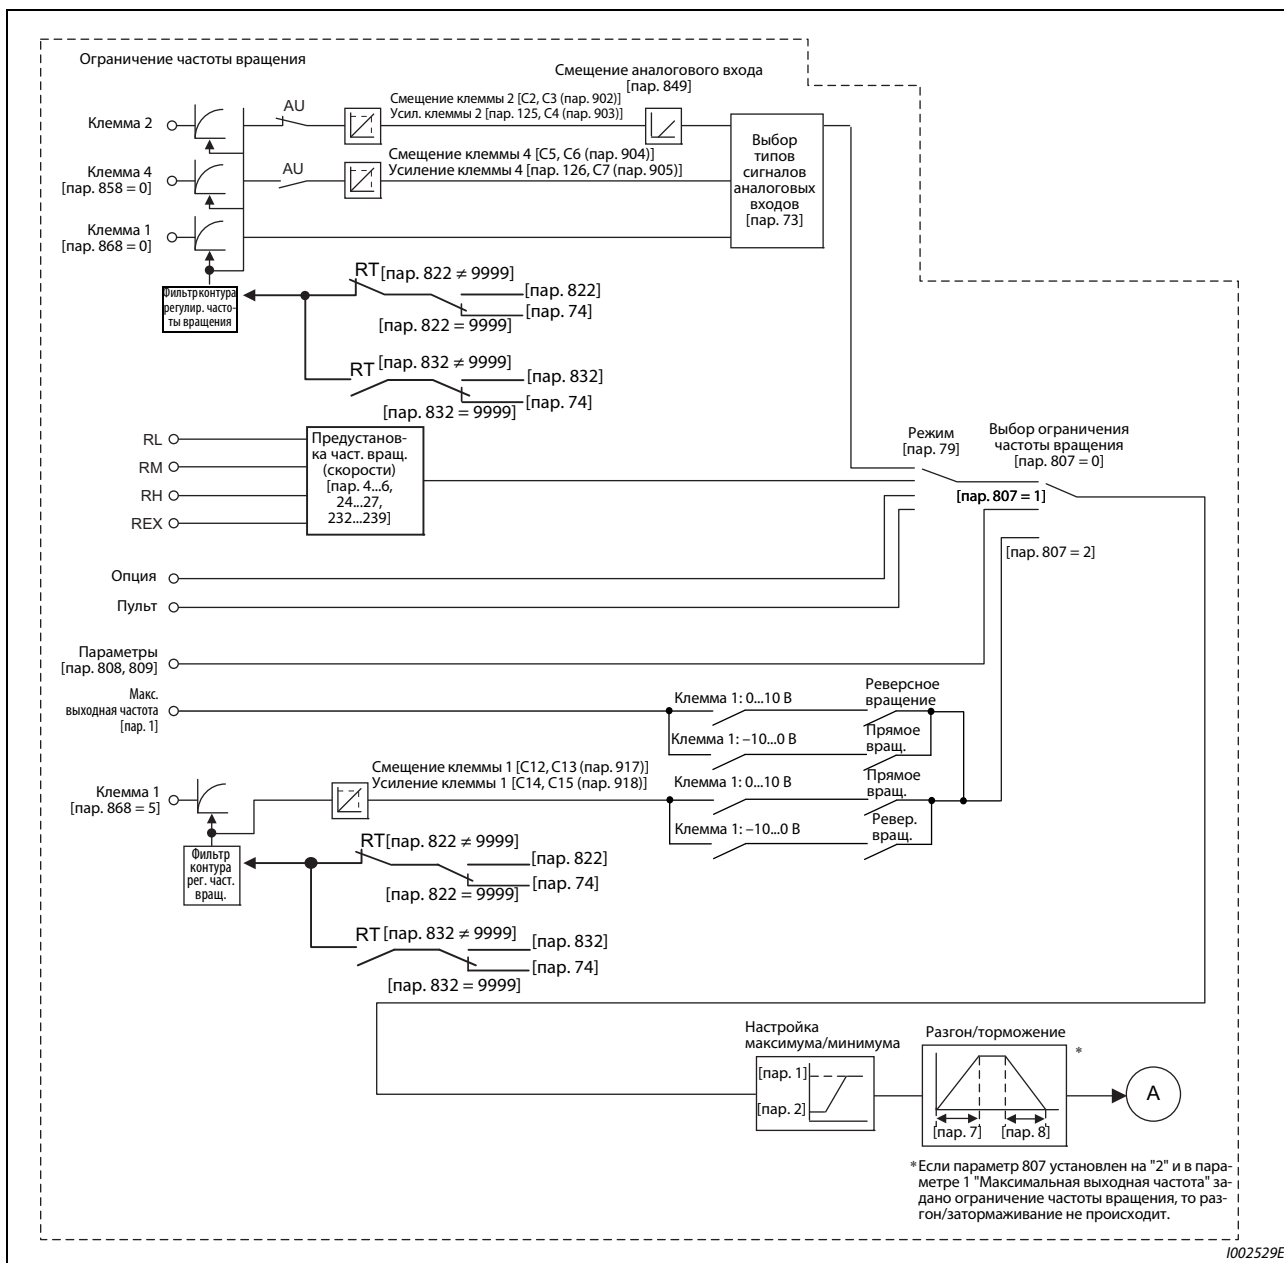 Ограничение частоты вращения
Смещение аналогового входа
[пар. 849]
Клемма 2
AU
Смещение клеммы 2 [C2, C3 (пар. 902)]
Усил. клеммы 2 [пар. 125, C4 (пар. 903)]
Выбор
типов
сигналов
аналоговых
входов
[пар. 73]
Клемма 4
[пар. 858 = 0]
AU
Смещение клеммы 4 [C5, C6 (пар. 904)]
Усиление клеммы 4 [пар. 126, C7 (пар. 905)]
Клемма 1
[пар. 868 = 0]
Фильтр контура
регулир. часто-
ты вращения
RT [пар. 822 ≠ 9999]
[пар. 822]
[пар. 74]
[пар. 822 = 9999]
RT [пар. 832 ≠ 9999]
[пар. 832]
[пар. 74]
[пар. 832 = 9999]
RL
RM
RH
REX
Предустанов-
ка част. вращ.
(скорости)
[пар. 4...6,
24...27,
232...239]
Режим
[пар. 79]
Выбор ограничения
частоты вращения
[пар. 807 = 0]
[пар. 807 = 1]
[пар. 807 = 2]
Опция
Пульт
Параметры
[пар. 808, 809]
Макс.
выходная частота
[пар. 1]
Клемма 1: 0...10 В
Реверсное
вращение
Клемма 1: –10...0 В
Прямое
вращ.
Клемма 1
[пар. 868 = 5]
Смещение клеммы 1 [C12, C13 (пар. 917)]
Усиление клеммы 1 [C14, C15 (пар. 918)]
Клемма 1: 0...10 В
Прямое
вращ.
Клемма 1: –10...0 В
Ревер.
вращ.
Фильтр
контура
рег. част.
вращ.
RT [пар. 822 ≠ 9999]
[пар. 822]
[пар. 74]
[пар. 822 = 9999]
RT [пар. 832 ≠ 9999]
[пар. 832]
[пар. 74]
[пар. 832 = 9999]
Настройка
максимума/минимума
[пар. 1]
[пар. 2]
Разгон/торможение
*
[пар. 7]
[пар. 8]
A
*Если параметр 807 установлен на "2" и в пара-
метре 1 "Максимальная выходная частота" за-
дано ограничение частоты вращения, то раз-
гон/затормаживание не происходит.
I002529E